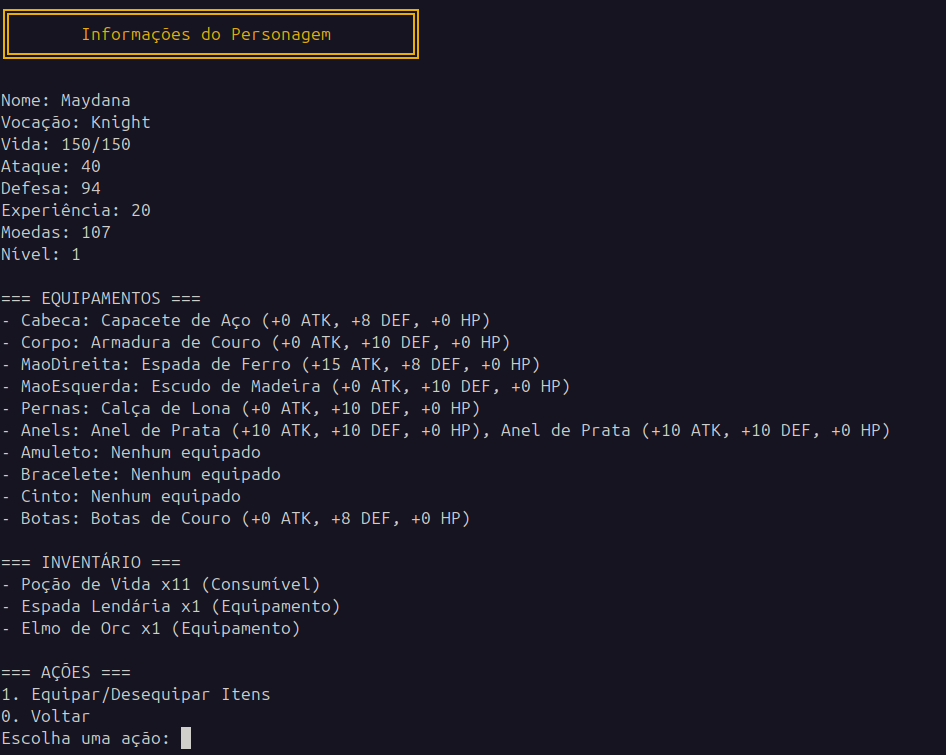 Informações do Personagem
Nome: Maydana
Vocação: Knight
Vida: 150/150
Ataque: 40
Defesa: 94
Experiência: 20
Moedas: 107
Nível: 1
=== EQUIPAMENTOS ===
- Cabeca: Capacete de Aço (+0 ATK, +8 DEF, +0 HP)
- Corpo: Armadura de Couro (+0 ATK, +10 DEF, +0 HP)
- MaoDireita: Espada de Ferro (+15 ATK, +8 DEF, +0 HP)
- MaoEsquerda: Escudo de Madeira (+0 ATK, +10 DEF, +0 HP)
- Pernas: Calça de Lona (+0 ATK, +10 DEF, +0 HP)
- Anels: Anel de Prata (+10 ATK, +10 DEF, +0 HP), Anel de Prata (+10 ATK, +10 DEF, +0 HP)
- Amuleto: Nenhum equipado
- Bracelete: Nenhum equipado
- Cinto: Nenhum equipado
- Botas: Botas de Couro (+0 ATK, +8 DEF, +0 HP)
=== INVENTÁRIO ===
- Poção de Vida x11 (Consumível)
- Espada Lendária x1 (Equipamento)
- Elmo de Orc x1 (Equipamento)
=== AÇÕES ===
1. Equipar/Desequipar Itens
0. Voltar
Escolha uma ação: